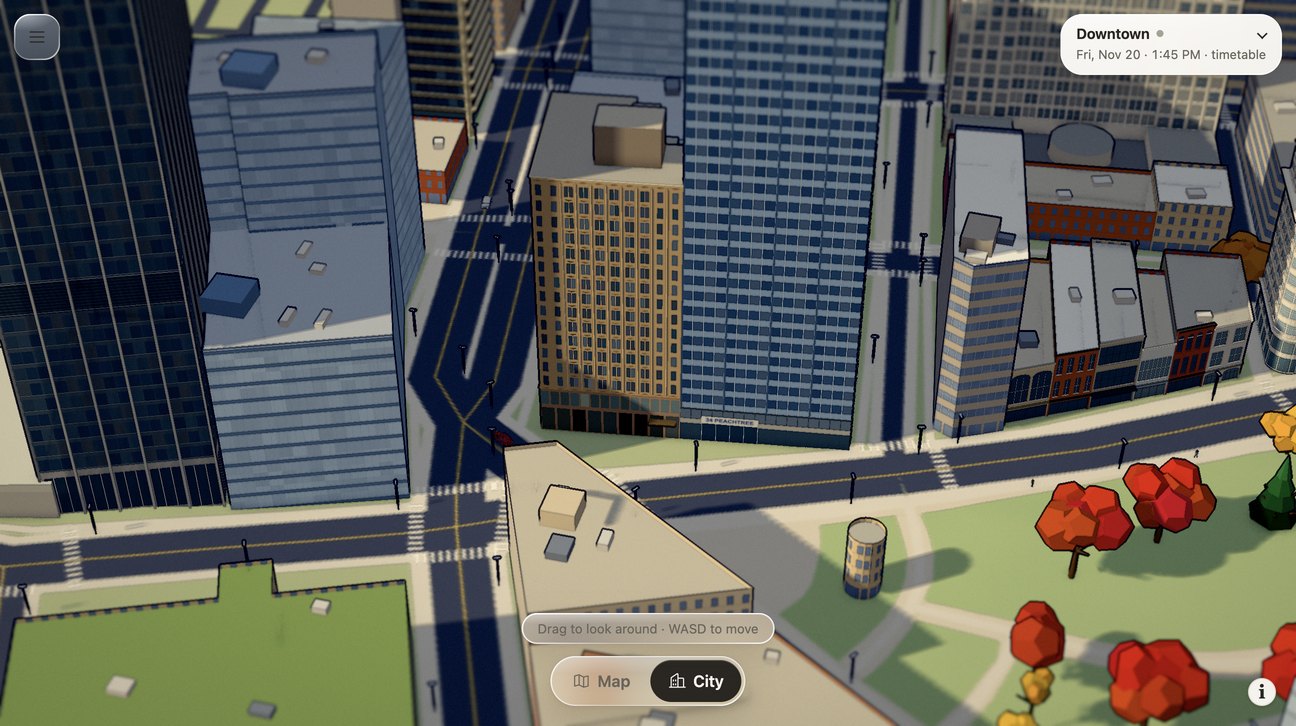 Downtown
Fri, Nov 20 · 1:45 PM · timetable
34 PEACHTREE
Drag to look around · WASD to move
Map
City
i